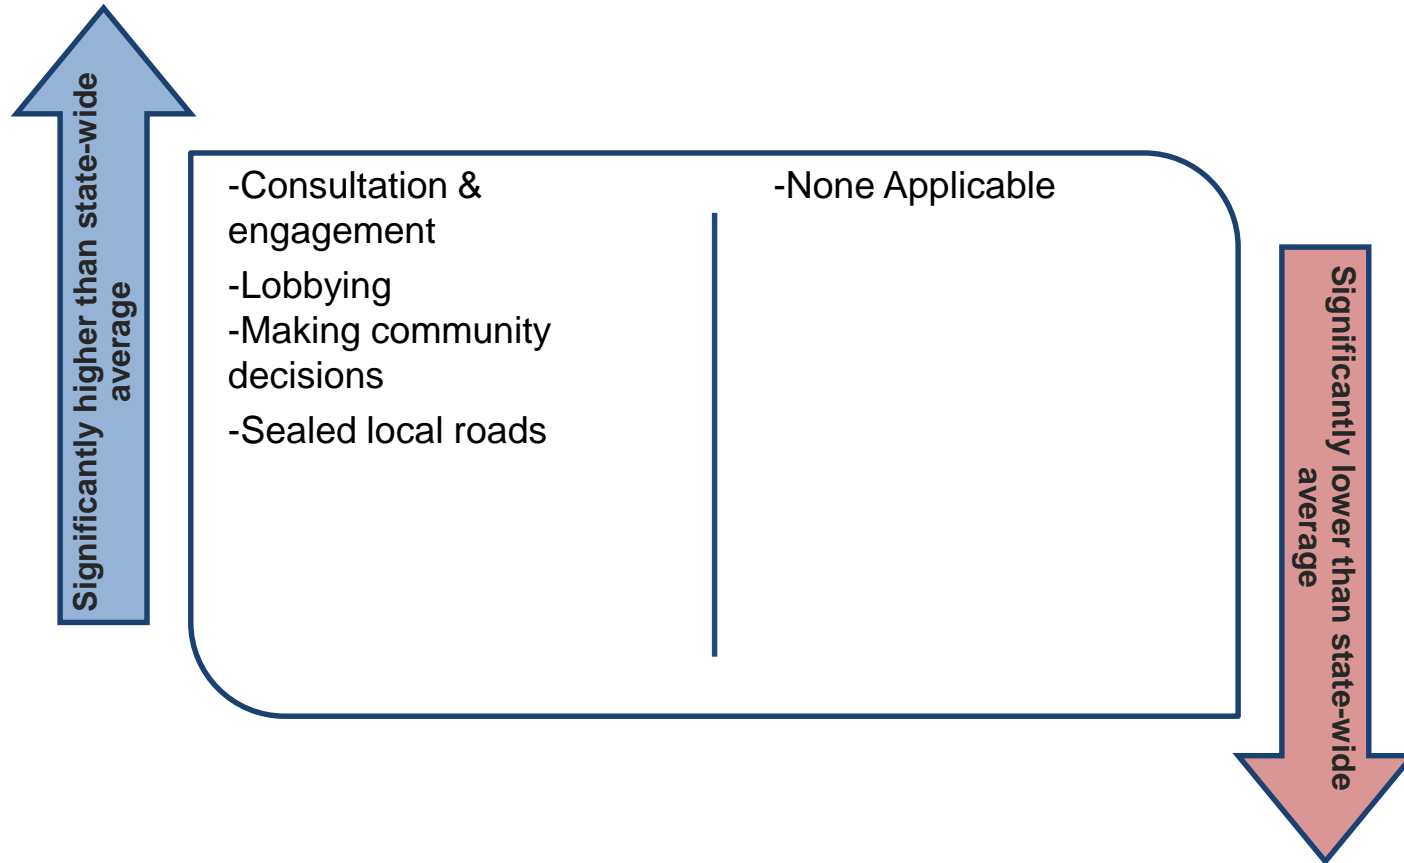 Significantly higher than state-wide
average
-Consultation &
engagement
-Lobbying
-Making community
decisions
-Sealed local roads
-None Applicable
Significantly lower than state-wide
average